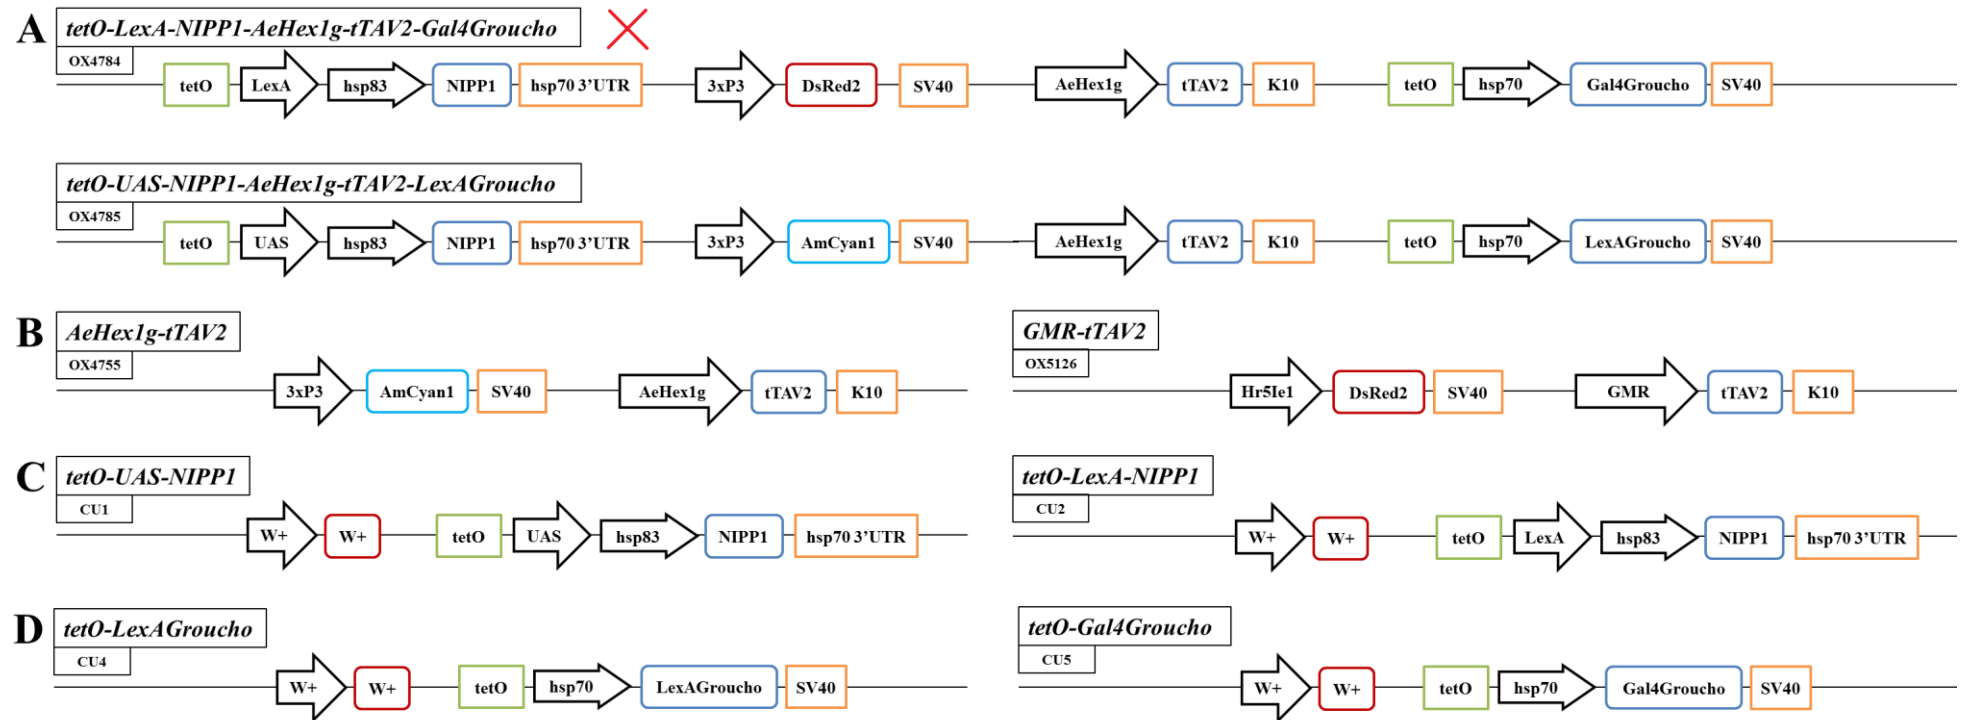 A
tetO-LexA-NIPP1-AeHex1g-tTAV2-Gal4Groucho
OX4784
tetO LexA hsp83 NIPP1 hsp70 3’UTR 3xP3 DsRed2 SV40 AeHex1g tTAV2 K10 tetO hsp70 Gal4Groucho SV40
tetO-UAS-NIPP1-AeHex1g-tTAV2-LexAGroucho
OX4785
tetO UAS hsp83 NIPP1 hsp70 3’UTR 3xP3 AmCyan1 SV40 AeHex1g tTAV2 K10 tetO hsp70 LexAGroucho SV40
B
AeHex1g-tTAV2
OX4755
3xP3 AmCyan1 SV40 AeHex1g tTAV2 K10
GMR-tTAV2
OX5126
Hr5Ie1 DsRed2 SV40 GMR tTAV2 K10
C
tetO-UAS-NIPP1
CU1
W+ W+ tetO UAS hsp83 NIPP1 hsp70 3’UTR
tetO-LexA-NIPP1
CU2
W+ W+ tetO LexA hsp83 NIPP1 hsp70 3’UTR
D
tetO-LexAGroucho
CU4
W+ W+ tetO hsp70 LexAGroucho SV40
tetO-Gal4Groucho
CU5
W+ W+ tetO hsp70 Gal4Groucho SV40